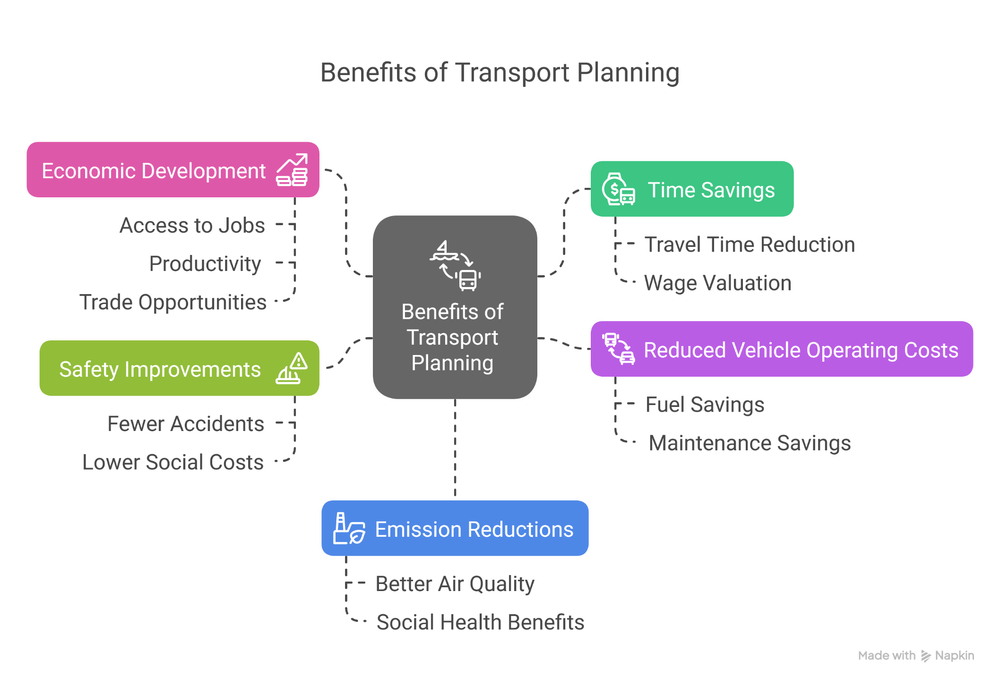 Benefits of Transport Planning
Economic Development
Access to Jobs
Productivity
Trade Opportunities
Safety Improvements
Fewer Accidents
Lower Social Costs
Benefits of
Transport
Planning
Time Savings
Travel Time Reduction
Wage Valuation
Reduced Vehicle Operating Costs
Fuel Savings
Maintenance Savings
Emission Reductions
Better Air Quality
Social Health Benefits
$
Made with Napkin